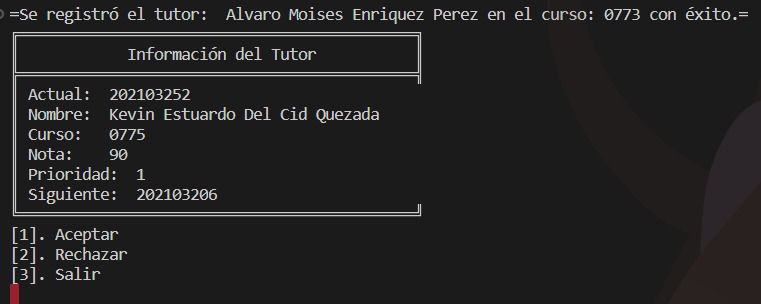 =Se registró el tutor:  Alvaro Moises Enriquez Perez en el curso: 0773 con éxito.=
Información del Tutor
Actual:  202103252
Nombre:  Kevin Estuardo Del Cid Quezada
Curso:   0775
Nota:    90
Prioridad:  1
Siguiente:  202103206
[1]. Aceptar
[2]. Rechazar
[3]. Salir